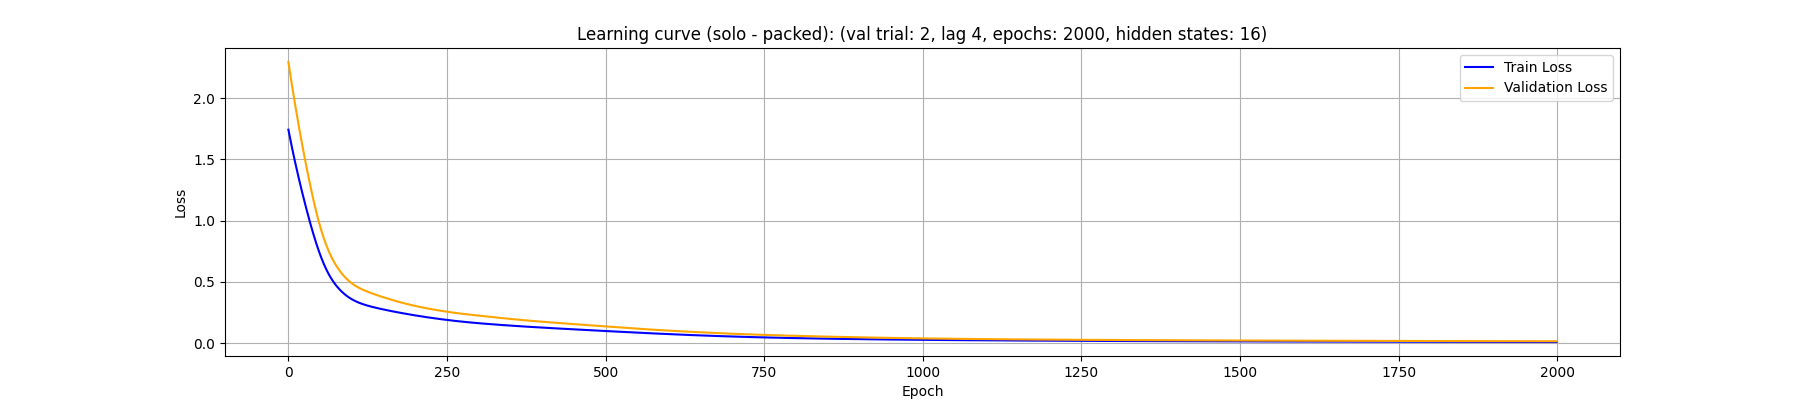 Learning curve (solo - packed): (val trial: 2, lag 4, epochs: 2000, hidden states: 16)
Train Loss
Validation Loss
2.0
1.5
1.0
0.5
0.0
Loss
0 250 500 750 1000 1250 1500 1750 2000
Epoch